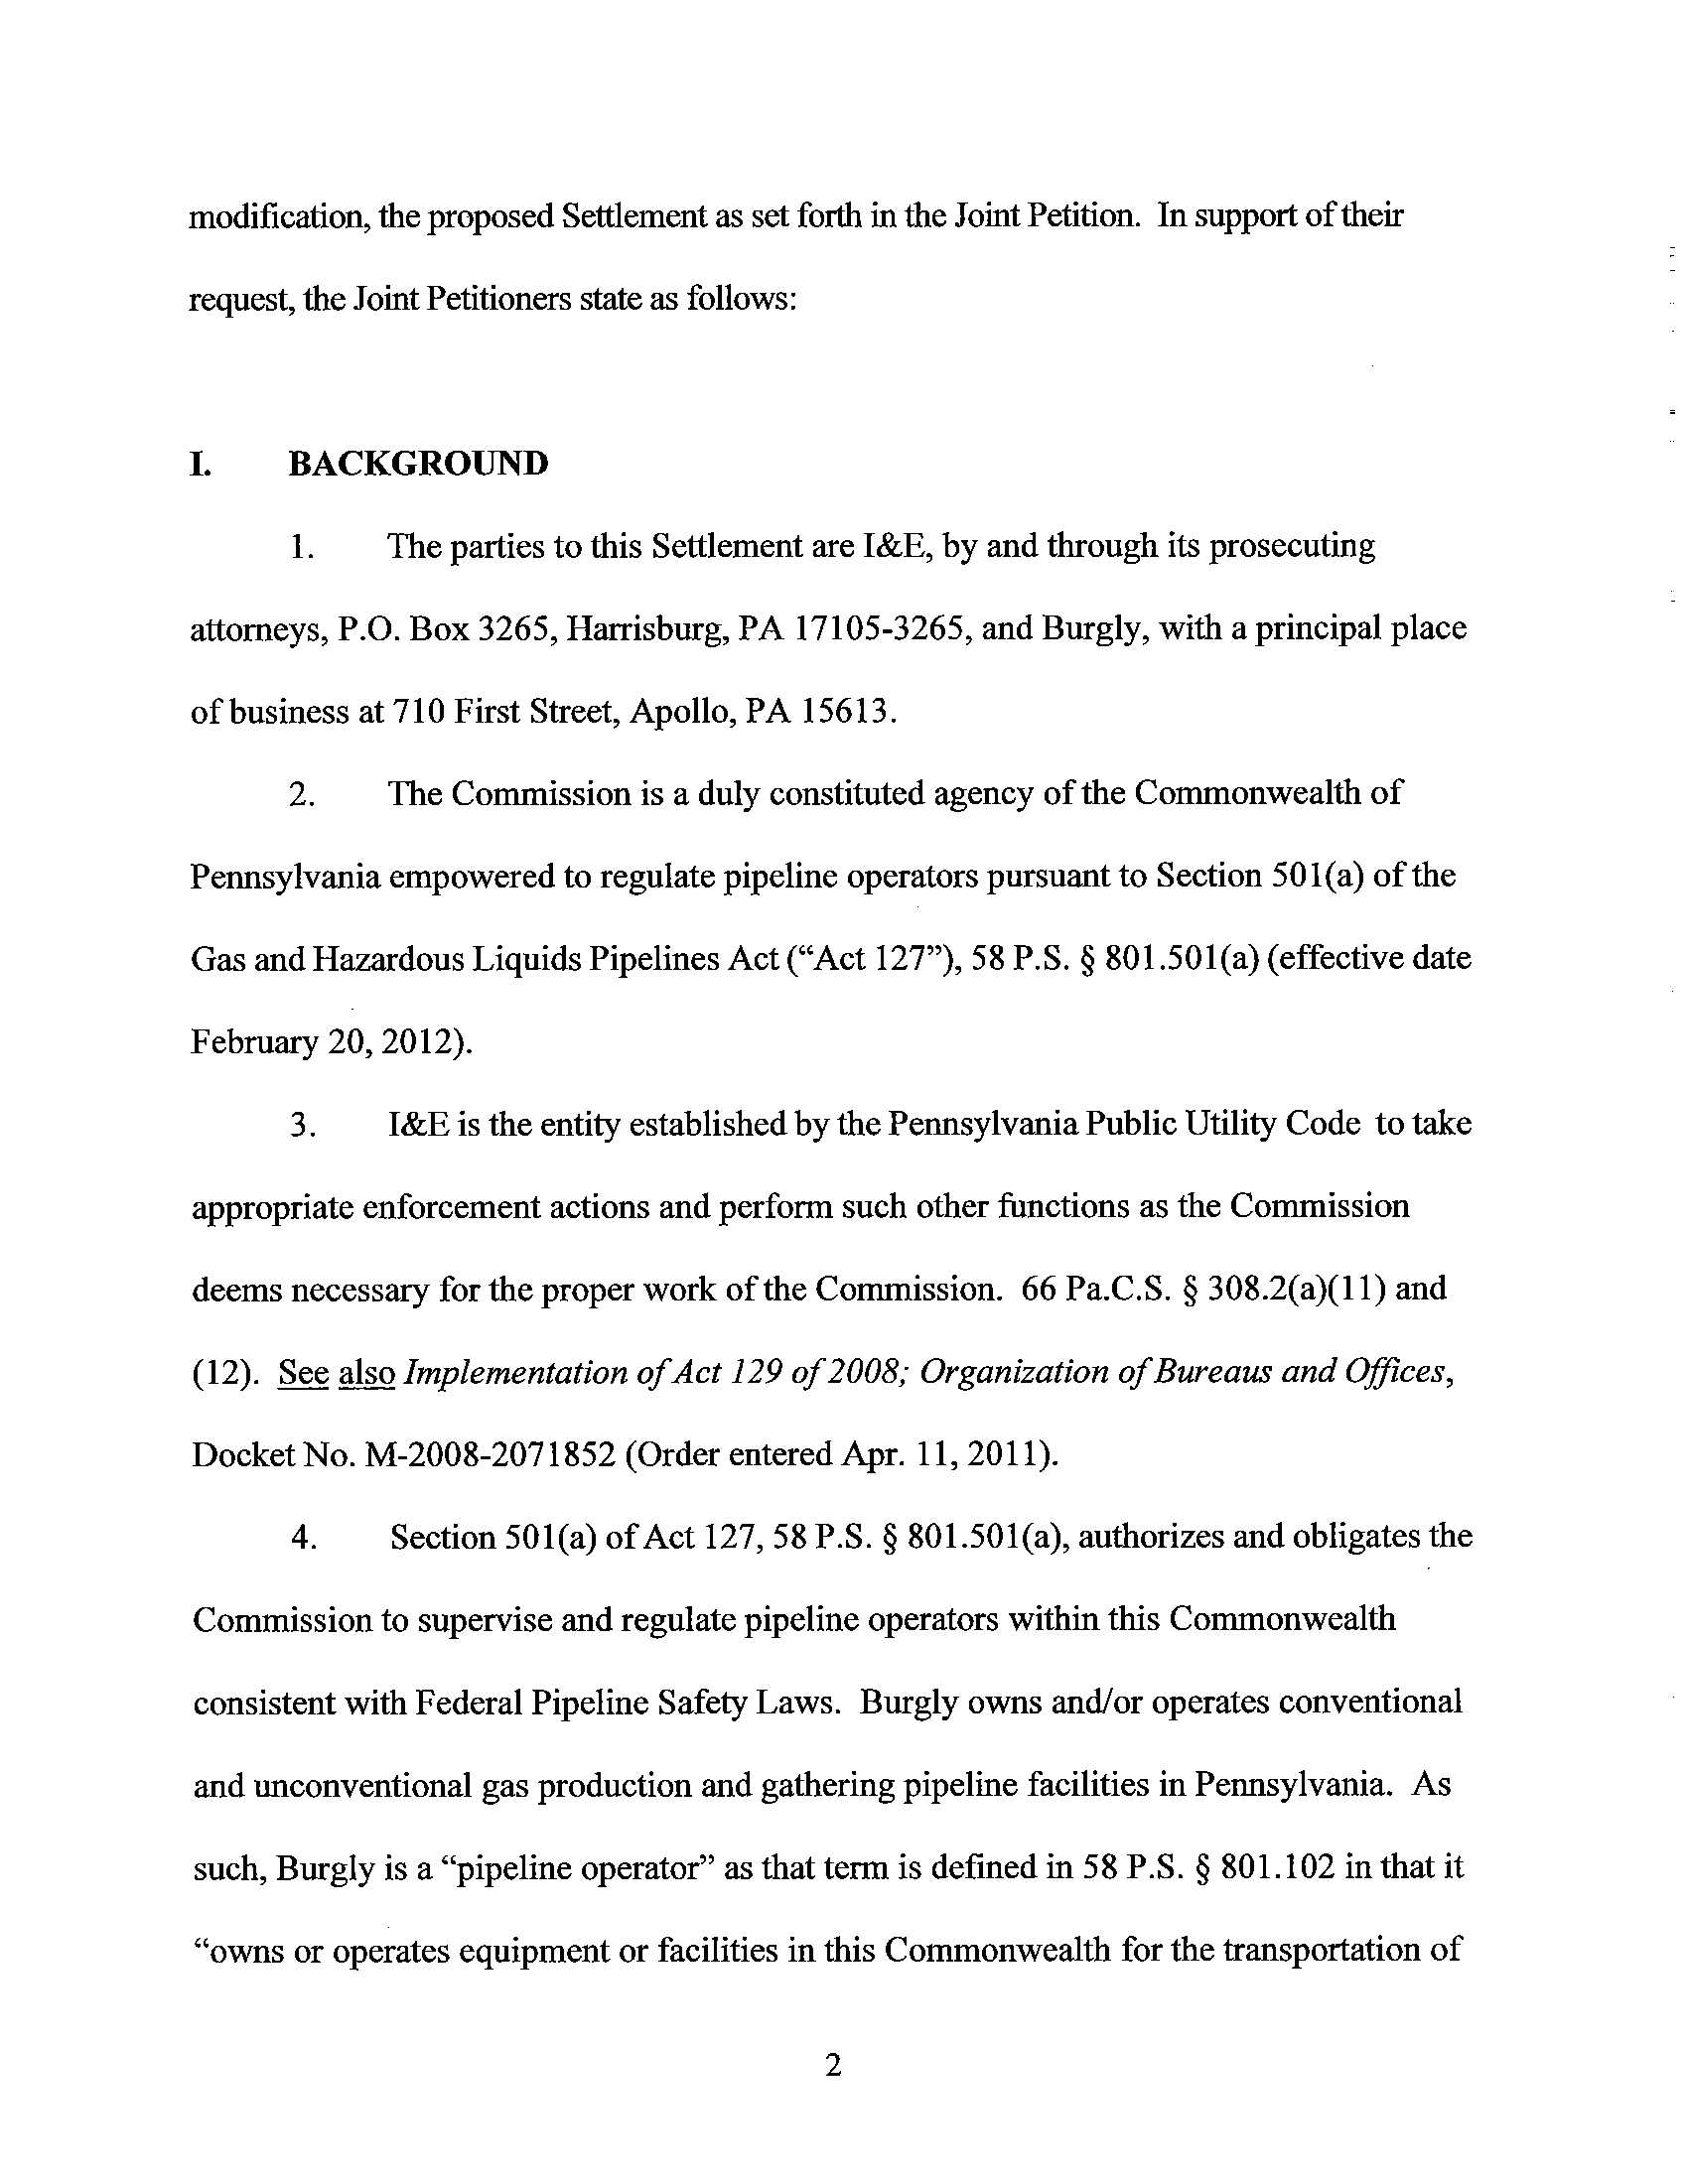 modification, the proposed Settlement as set forth in the Joint Petition. In support of their
request, the Joint Petitioners state as follows:
I. BACKGROUND
1. The parties to this Settlement are I&E, by and through its prosecuting
attorneys, P.O. Box 3265, Harrisburg, PA 17105-3265, and Burgly, with a principal place
of business at 710 First Street, Apollo, PA 15613.
2. The Commission is a duly constituted agency of the Commonwealth of
Pennsylvania empowered to regulate pipeline operators pursuant to Section 501(a) of the
Gas and Hazardous Liquids Pipelines Act (“Act 127”), 58 P.S. § 801.501(a) (effective date
February 20, 2012).
3. I&E is the entity established by the Pennsylvania Public Utility Code to take
appropriate enforcement actions and perform such other functions as the Commission
deems necessary for the proper work of the Commission. 66 Pa.C.S. § 308.2(a)(11) and
(12). See also Implementation of Act 129 of 2008; Organization of Bureaus and Offices,
Docket No. M-2008-2071852 (Order entered Apr. 11, 2011).
4. Section 501(a) of Act 127, 58 P.S. § 801.501(a), authorizes and obligates the
Commission to supervise and regulate pipeline operators within this Commonwealth
consistent with Federal Pipeline Safety Laws. Burgly owns and/or operates conventional
and unconventional gas production and gathering pipeline facilities in Pennsylvania. As
such, Burgly is a “pipeline operator” as that term is defined in 58 P.S. § 801.102 in that it
“owns or operates equipment or facilities in this Commonwealth for the transportation of
2